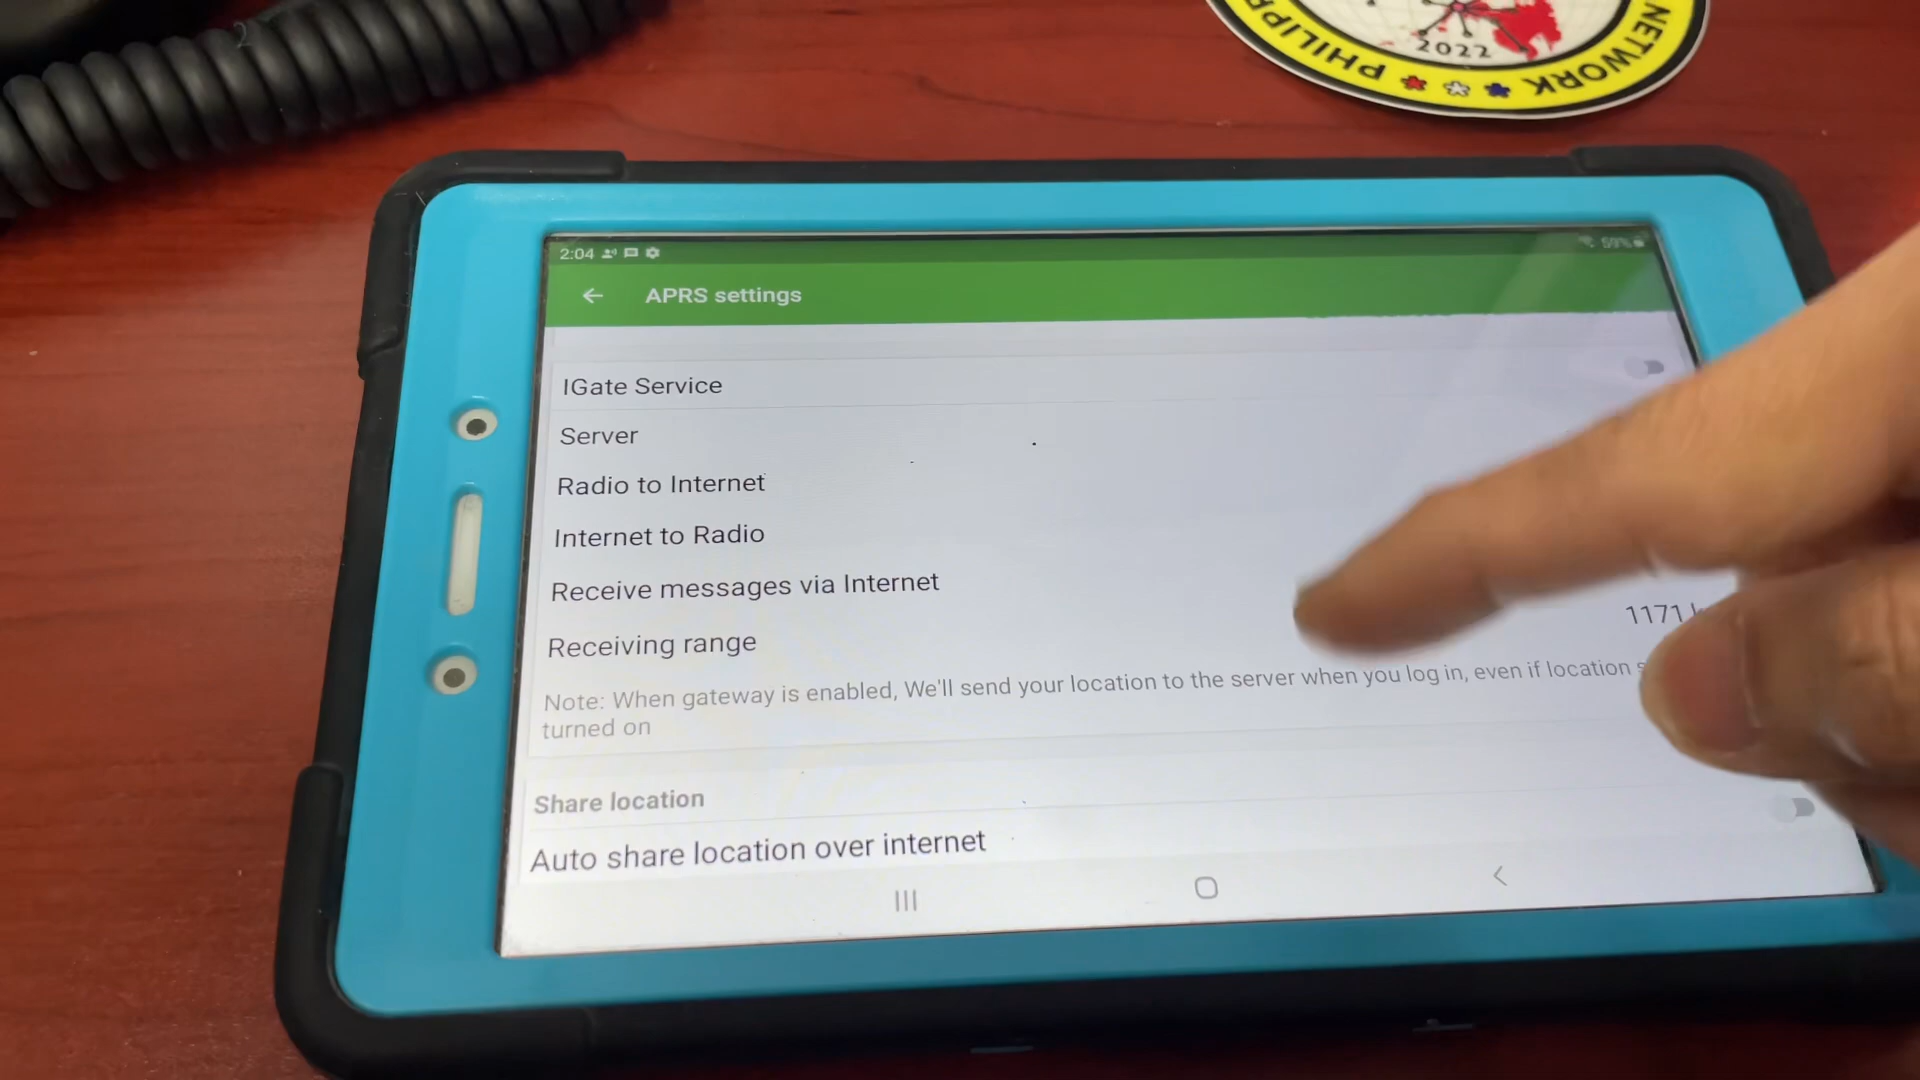 NETWORK
PHILIPP
2022
2:04 59%
APRS settings
IGate Service
Server
Radio to Internet
Internet to Radio
Receive messages via Internet
Receiving range 1171
Note: When gateway is enabled, We'll send your location to the server when you log in, even if location
turned on
Share location
Auto share location over internet